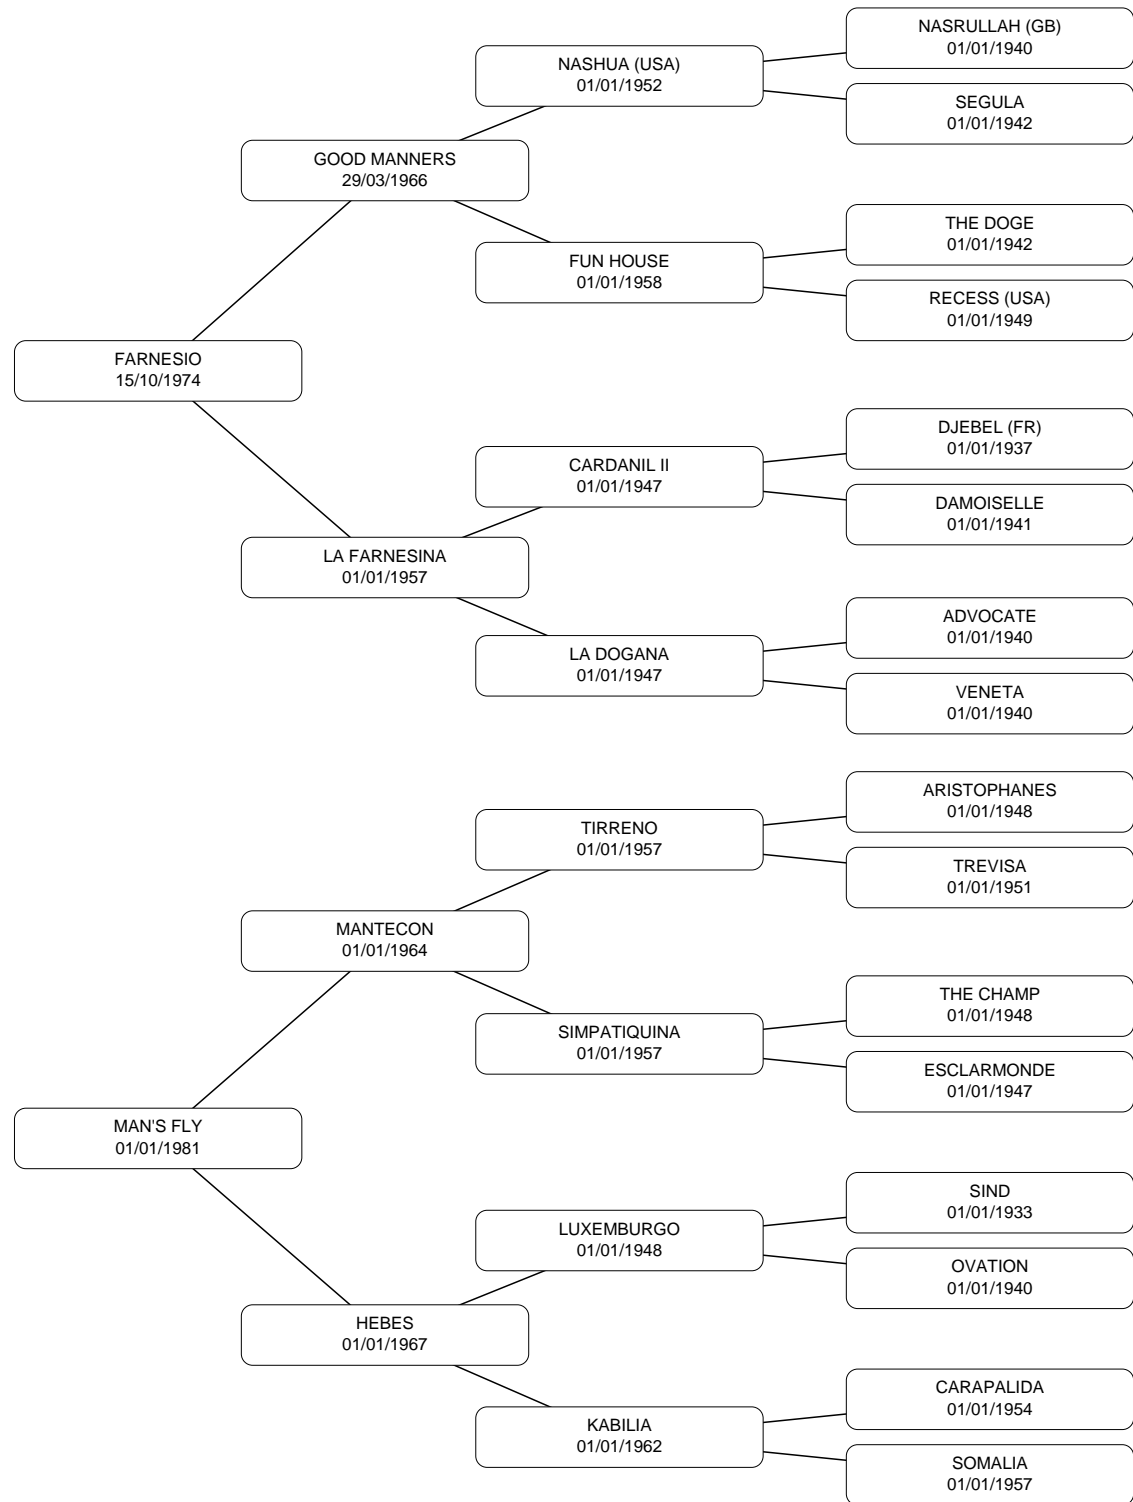 NASRULLAH (GB)
01/01/1940
NASHUA (USA)
01/01/1952
SEGULA
01/01/1942
GOOD MANNERS
29/03/1966
THE DOGE
01/01/1942
FUN HOUSE
01/01/1958
RECESS (USA)
01/01/1949
FARNESIO
15/10/1974
DJEBEL (FR)
01/01/1937
CARDANIL II
01/01/1947
DAMOISELLE
01/01/1941
LA FARNESINA
01/01/1957
ADVOCATE
01/01/1940
LA DOGANA
01/01/1947
VENETA
01/01/1940
ARISTOPHANES
01/01/1948
TIRRENO
01/01/1957
TREVISA
01/01/1951
MANTECON
01/01/1964
THE CHAMP
01/01/1948
SIMPATIQUINA
01/01/1957
ESCLARMONDE
01/01/1947
MAN'S FLY
01/01/1981
SIND
01/01/1933
LUXEMBURGO
01/01/1948
OVATION
01/01/1940
HEBES
01/01/1967
CARAPALIDA
01/01/1954
KABILIA
01/01/1962
SOMALIA
01/01/1957